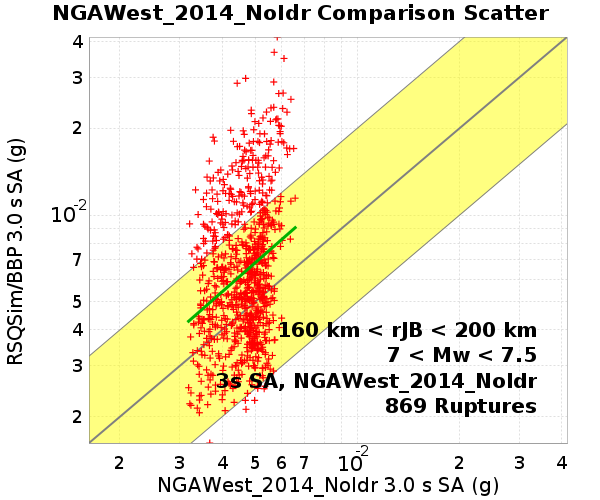 NGAWest_2014_NoIdr Comparison Scatter
RSQSim/BBP 3.0 s SA (g)
4
3
2
10-2
7
5
4
3
2
160 km < rJB < 200 km
7 < Mw < 7.5
3s SA, NGAWest_2014_NoIdr
869 Ruptures
2 3 4 5 6 7 10-2 2 3 4
NGAWest_2014_NoIdr 3.0 s SA (g)